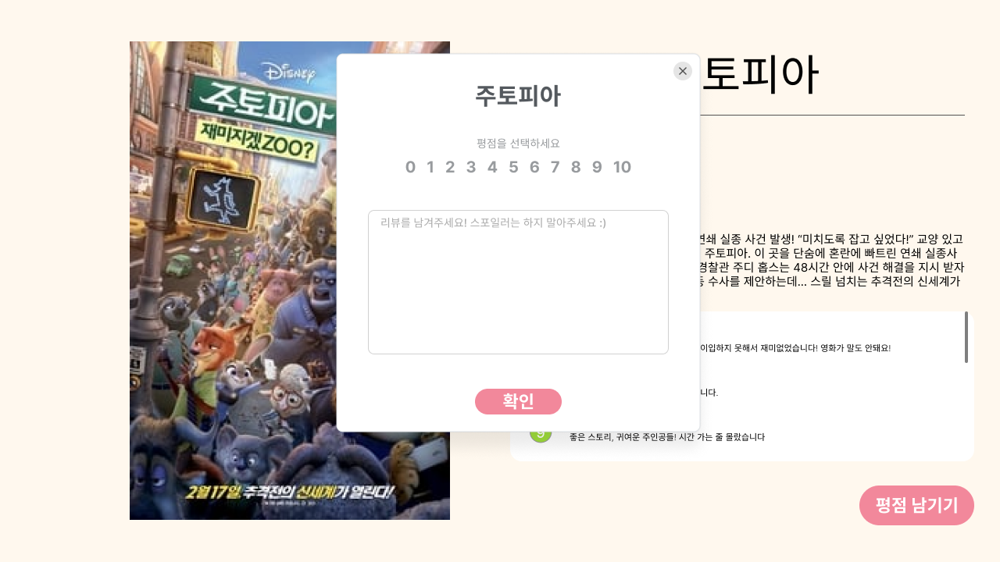 DISNEY
주토피아
재미지겠ZOO?
2월 17일, 추격전의 신세계가 열린다!
주토피아
평점을 선택하세요
0 1 2 3 4 5 6 7 8 9 10
리뷰를 남겨주세요! 스포일러는 하지 말아주세요 :)
확인
토피아
연쇄 실종 사건 발생! “미치도록 잡고 싶었다!” 교양 있고
주토피아. 이 곳을 단숨에 혼란에 빠트린 연쇄 실종사
경찰관 주디 홉스는 48시간 안에 사건 해결을 지시 받자
수사를 제안하는데... 스릴 넘치는 추격전의 신세계가
이입하지 못해서 재미없었습니다! 영화가 말도 안돼요!
니다.
9 좋은 스토리, 귀여운 주인공들! 시간 가는 줄 몰랐습니다
평점 남기기